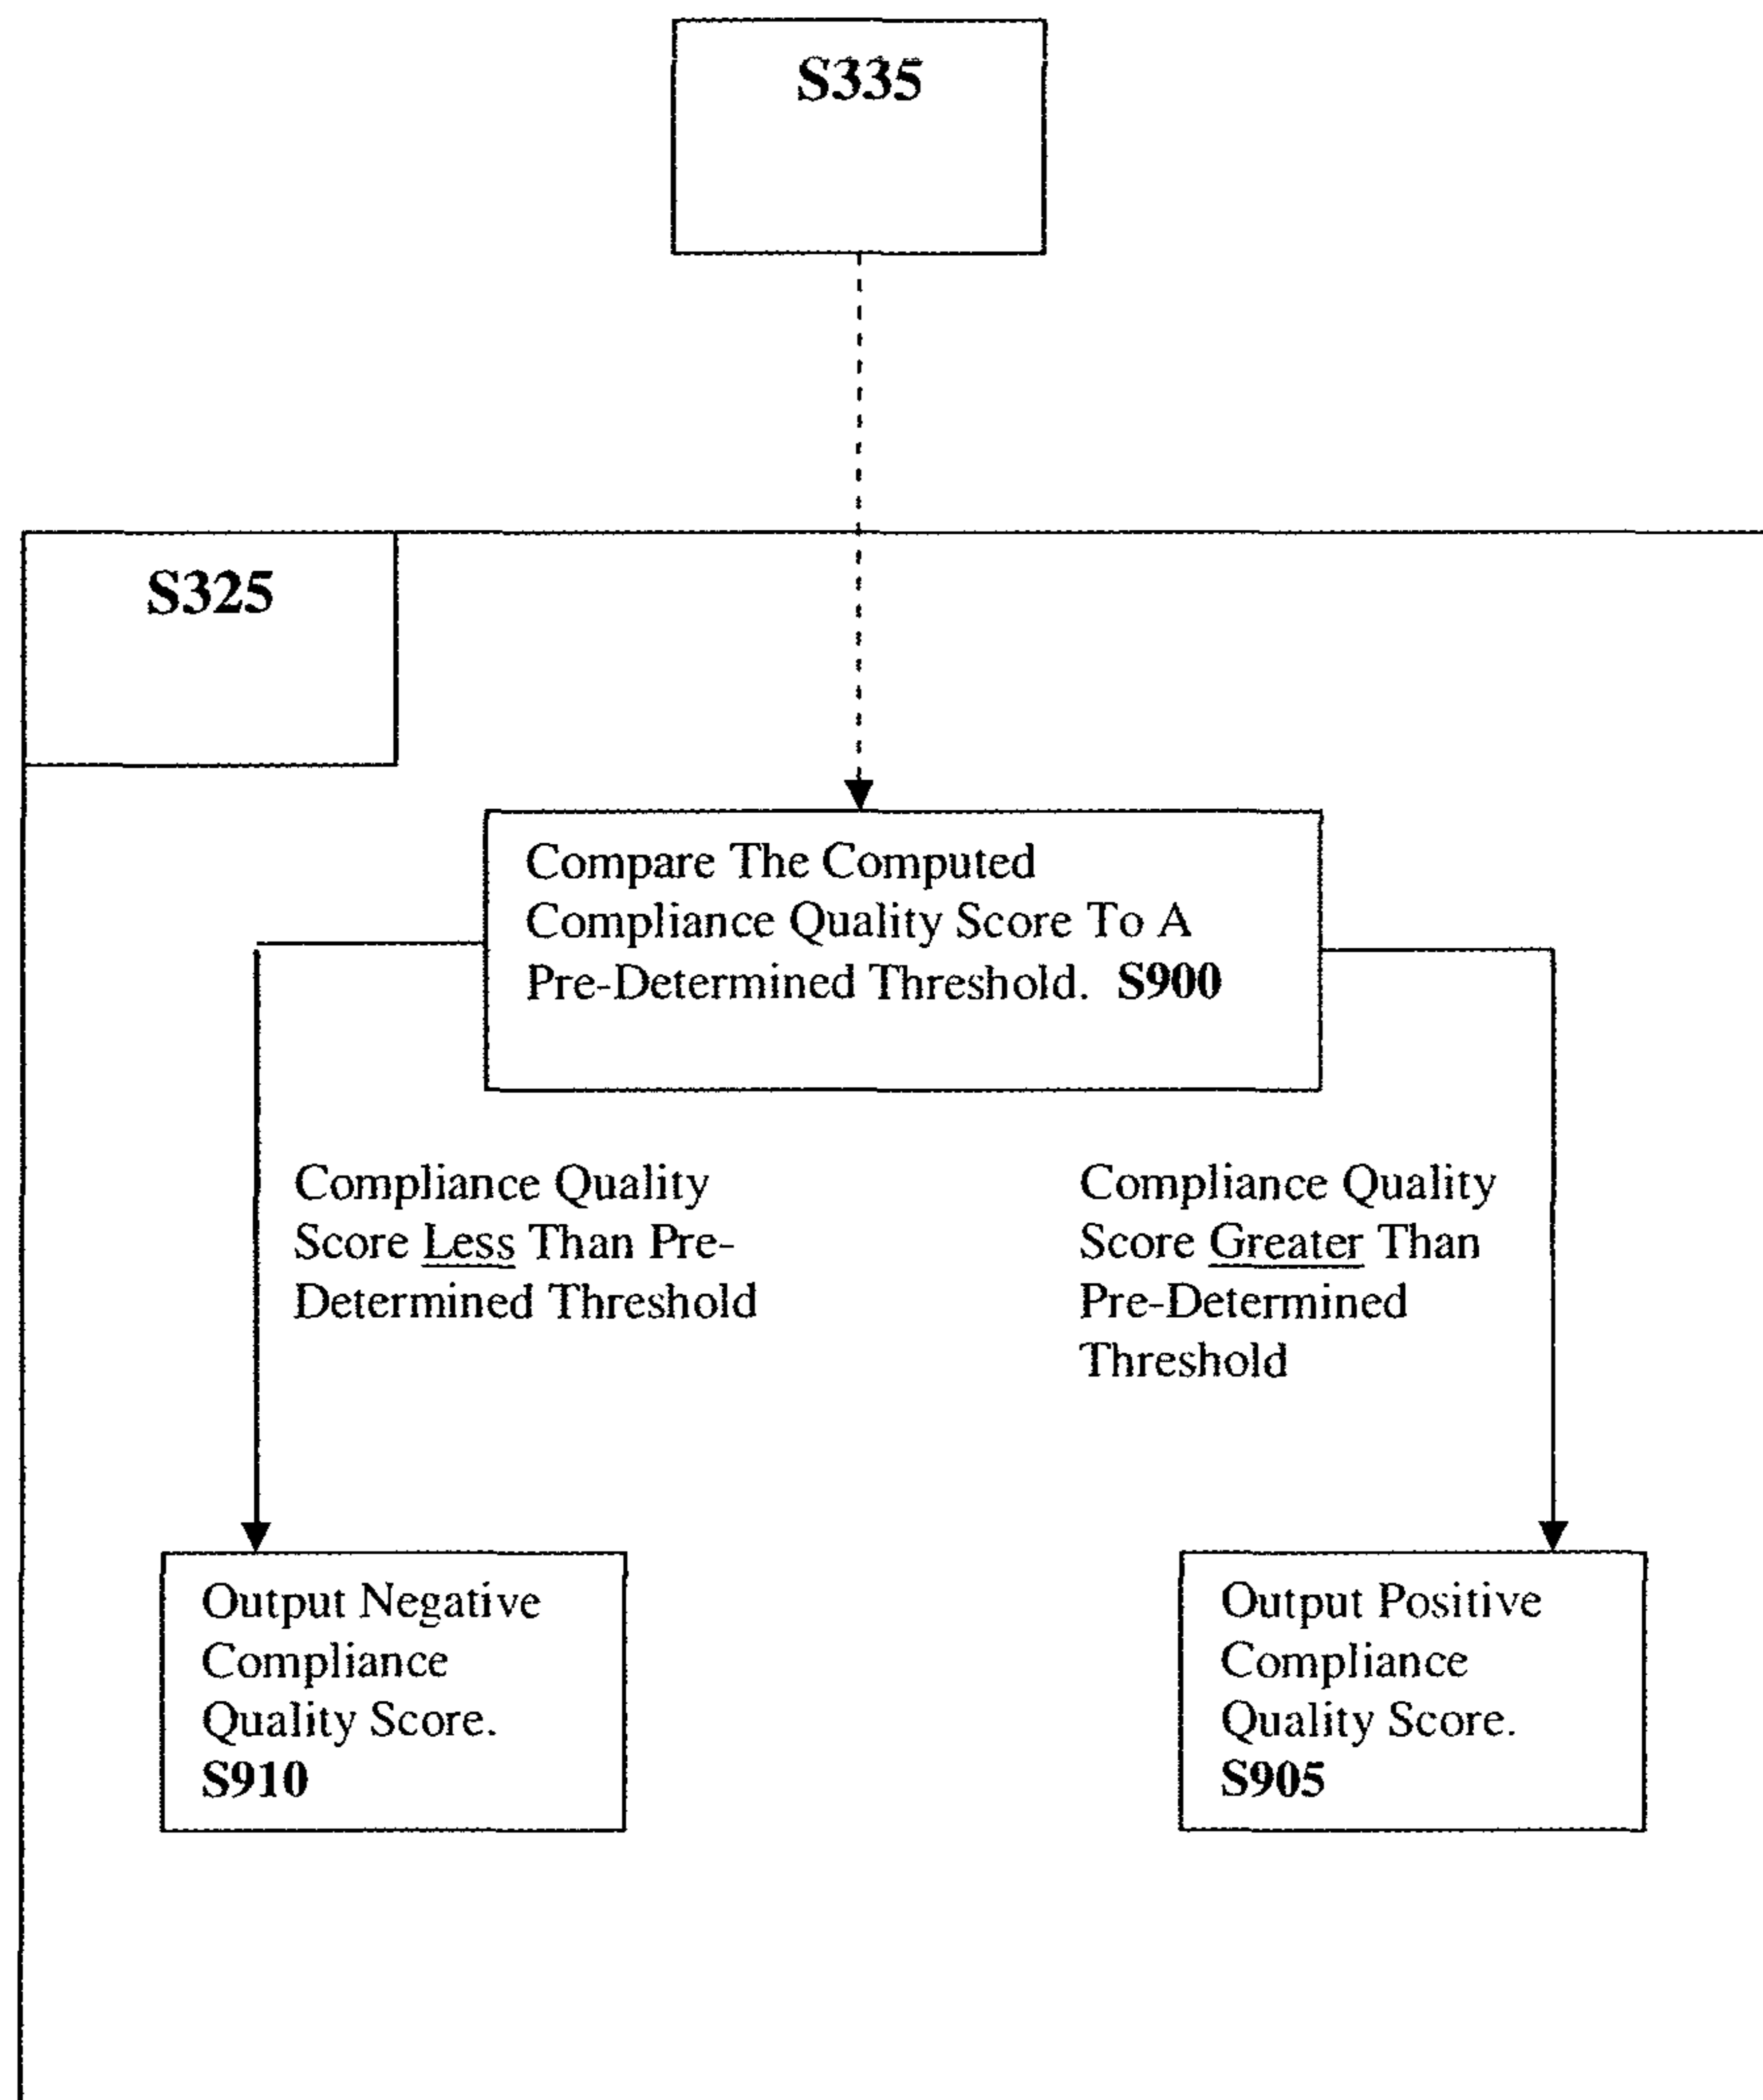 S335
S325
Compare The Computed
Compliance Quality Score To A
Pre-Determined Threshold. S900
Compliance Quality
Score Less Than Pre-
Determined Threshold
Compliance Quality
Score Greater Than
Pre-Determined
Threshold
Output Negative
Compliance
Quality Score.
S910
Output Positive
Compliance
Quality Score.
S905